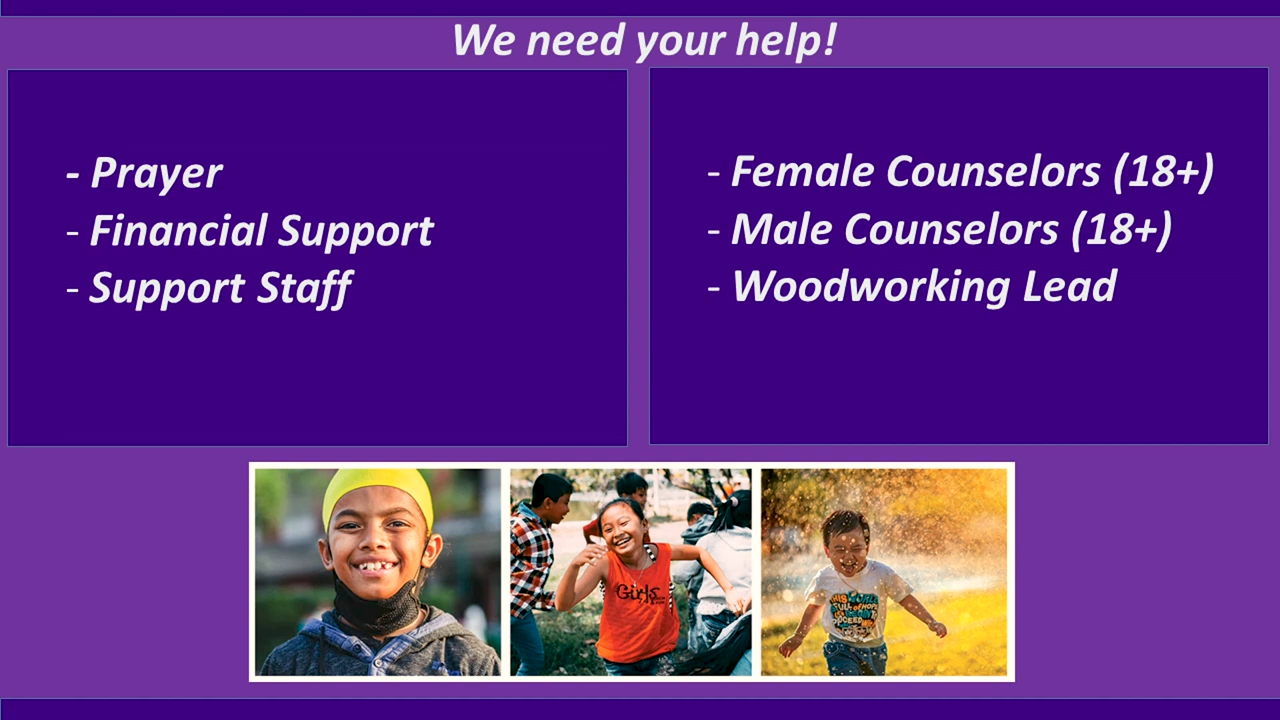 We need your help!
- Prayer
- Financial Support
- Support Staff
- Female Counselors (18+)
- Male Counselors (18+)
- Woodworking Lead
Girls